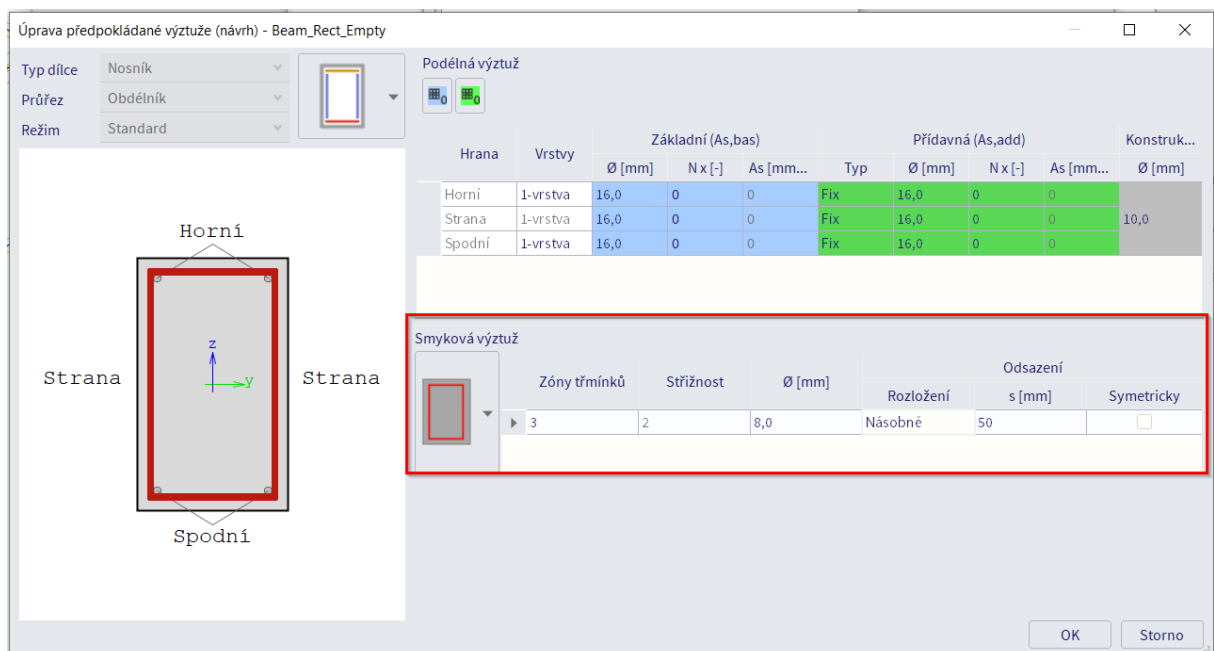 Úprava předpokládané výztuže (návrh) - Beam_Rect_Empty
Typ dílce Nosník
Průřez Obdélník
Režim Standard
Podélná výztuž
Hrana Vrstvy Základní (As,bas) Přídavná (As,add) Konstruk...
Ø [mm] N x [-] As [mm... Typ Ø [mm] N x [-] As [mm... Ø [mm]
Horní 1-vrstva 16,0 0 0 Fix 16,0 0 0
Strana 1-vrstva 16,0 0 0 Fix 16,0 0 0 10,0
Spodní 1-vrstva 16,0 0 0 Fix 16,0 0 0
Horní
z
Strana y Strana
Spodní
Smyková výztuž
Zóny třmínků Střižnost Ø [mm] Odsazení
Rozložení s [mm] Symetricky
3 2 8,0 Násobné 50
OK Storno